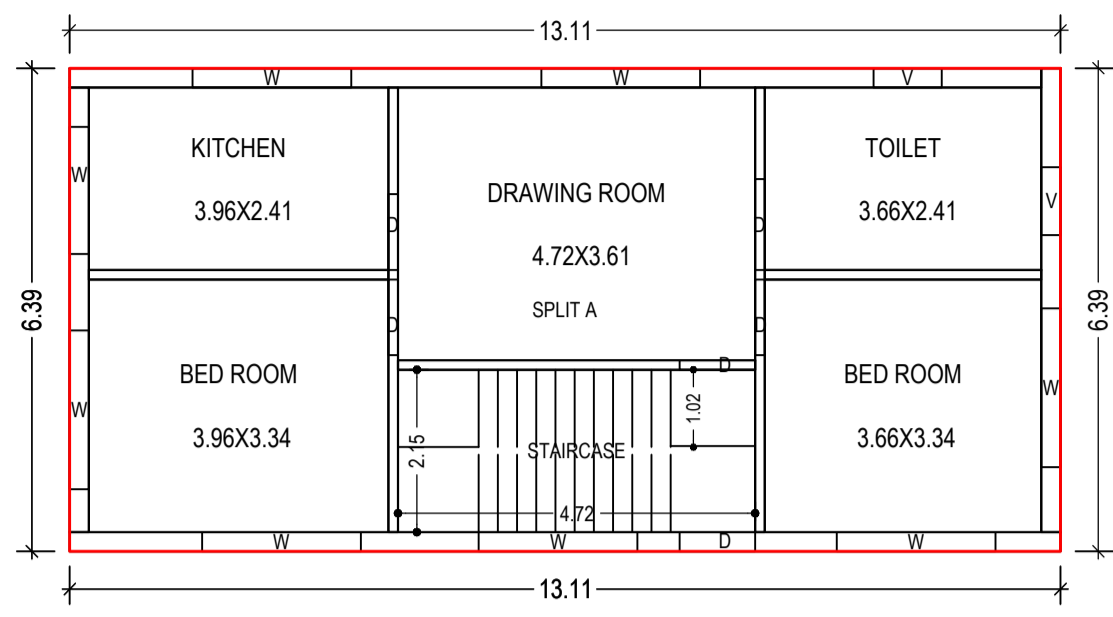 13.11
W
W
V
KITCHEN
3.96X2.41
W
D
DRAWING ROOM
4.72X3.61
SPLIT A
D
TOILET
3.66X2.41
V
6.39
6.39
D
D
D
BED ROOM
3.96X3.34
W
2.15
STAIRCASE
1.02
4.72
BED ROOM
3.66X3.34
W
W
W
D
W
13.11